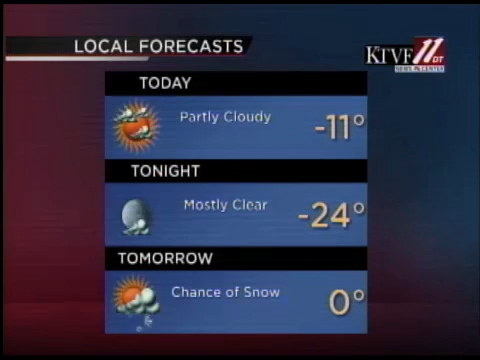 LOCAL FORECASTS
KTVF 11 DT
TODAY
Partly Cloudy
-11°
TONIGHT
Mostly Clear
-24°
TOMORROW
Chance of Snow
0°